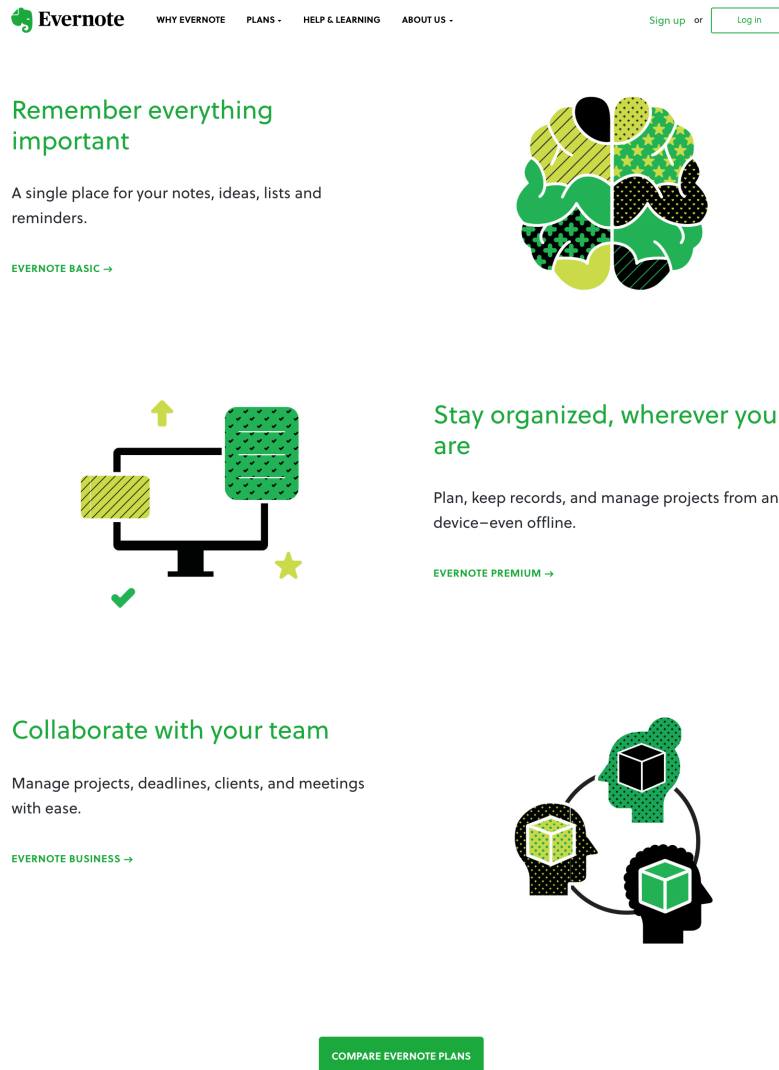 Evernote
WHY EVERNOTE
PLANS
HELP & LEARNING
ABOUT US
Sign up or Log in
Remember everything
important
A single place for your notes, ideas, lists and
reminders.
EVERNOTE BASIC →
Stay organized, wherever you
are
Plan, keep records, and manage projects from an
device–even offline.
EVERNOTE PREMIUM →
Collaborate with your team
Manage projects, deadlines, clients, and meetings
with ease.
EVERNOTE BUSINESS →
COMPARE EVERNOTE PLANS